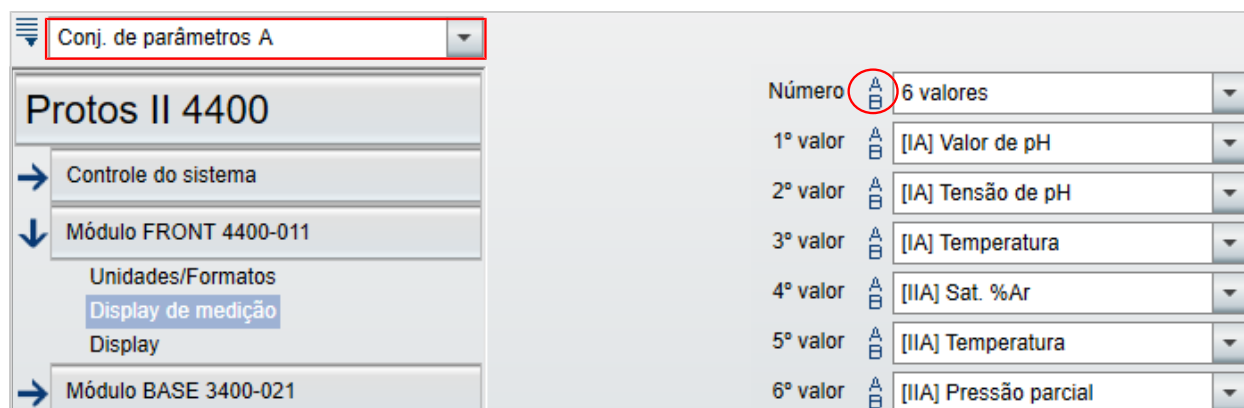 Conj. de parâmetros A
Protos II 4400
Controle do sistema
Módulo FRONT 4400-011
Unidades/Formatos
Display de medição
Display
Módulo BASE 3400-021
Número A B 6 valores
1º valor A B [IA] Valor de pH
2º valor A B [IA] Tensão de pH
3º valor A B [IA] Temperatura
4º valor A B [IIA] Sat. %Ar
5º valor A B [IIA] Temperatura
6º valor A B [IIA] Pressão parcial